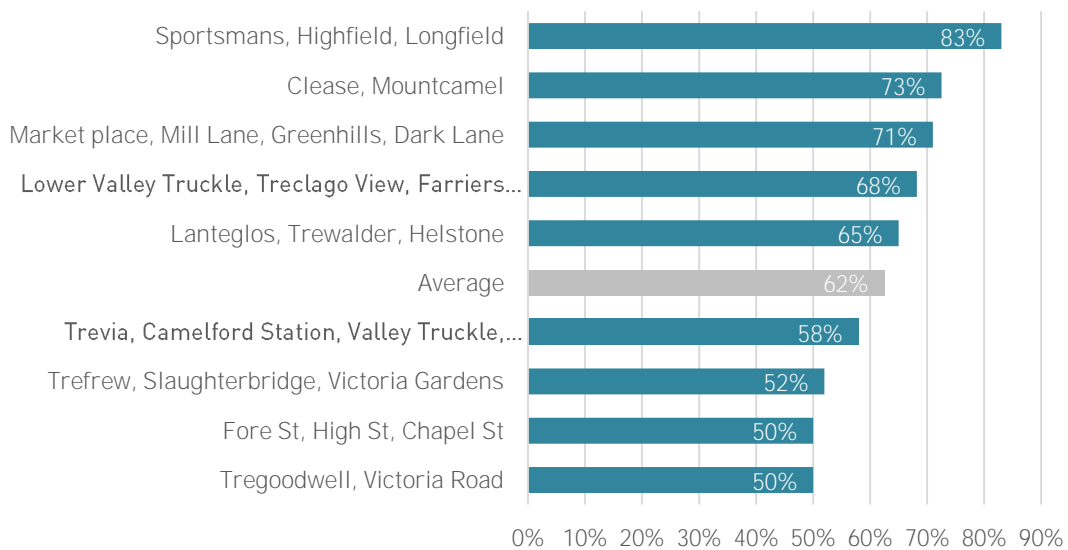 Sportsmans, Highfield, Longfield 83%
Clease, Mountcamel 73%
Market place, Mill Lane, Greenhills, Dark Lane 71%
Lower Valley Truckle, Treclago View, Farriers... 68%
Lanteglos, Trewalder, Helstone 65%
Average 62%
Trevia, Camelford Station, Valley Truckle,... 58%
Trefrew, Slaughterbridge, Victoria Gardens 52%
Fore St, High St, Chapel St 50%
Tregoodwell, Victoria Road 50%
0% 10% 20% 30% 40% 50% 60% 70% 80% 90%